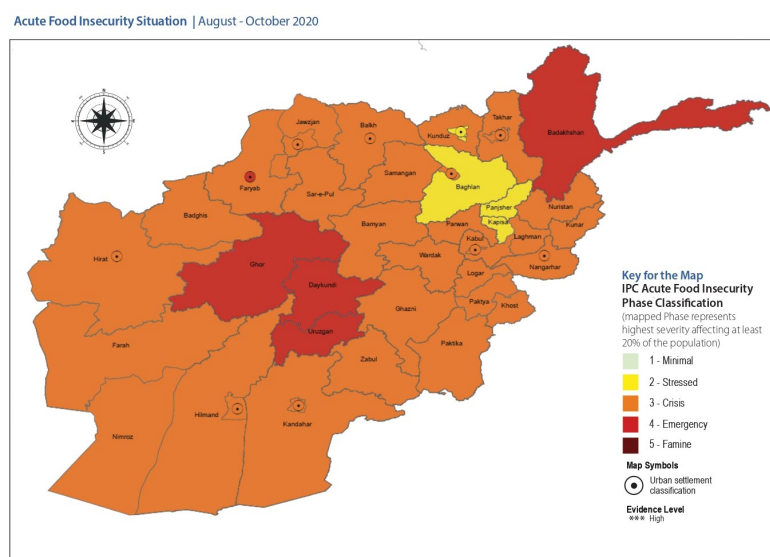 Acute Food Insecurity Situation | August - October 2020
N
W
E
S
Jawzjan
Balkh
Kunduz
Takhar
Badakhshan
Faryab
Sar-e-Pul
Samangan
Baghlan
Panjsher
Kapisa
Nuristan
Kunar
Badghis
Bamyan
Parwan
Kabul
Laghman
Hirat
Ghor
Wardak
Logar
Nangarhar
Daykundi
Ghazni
Paktya
Khost
Farah
Uruzgan
Zabul
Paktika
Nimroz
Hilmand
Kandahar
Key for the Map
IPC Acute Food Insecurity
Phase Classification
(mapped Phase represents
highest severity affecting at least
20% of the population)
1 - Minimal
2 - Stressed
3 - Crisis
4 - Emergency
5 - Famine
Map Symbols
Urban settlement
classification
Evidence Level
*** High